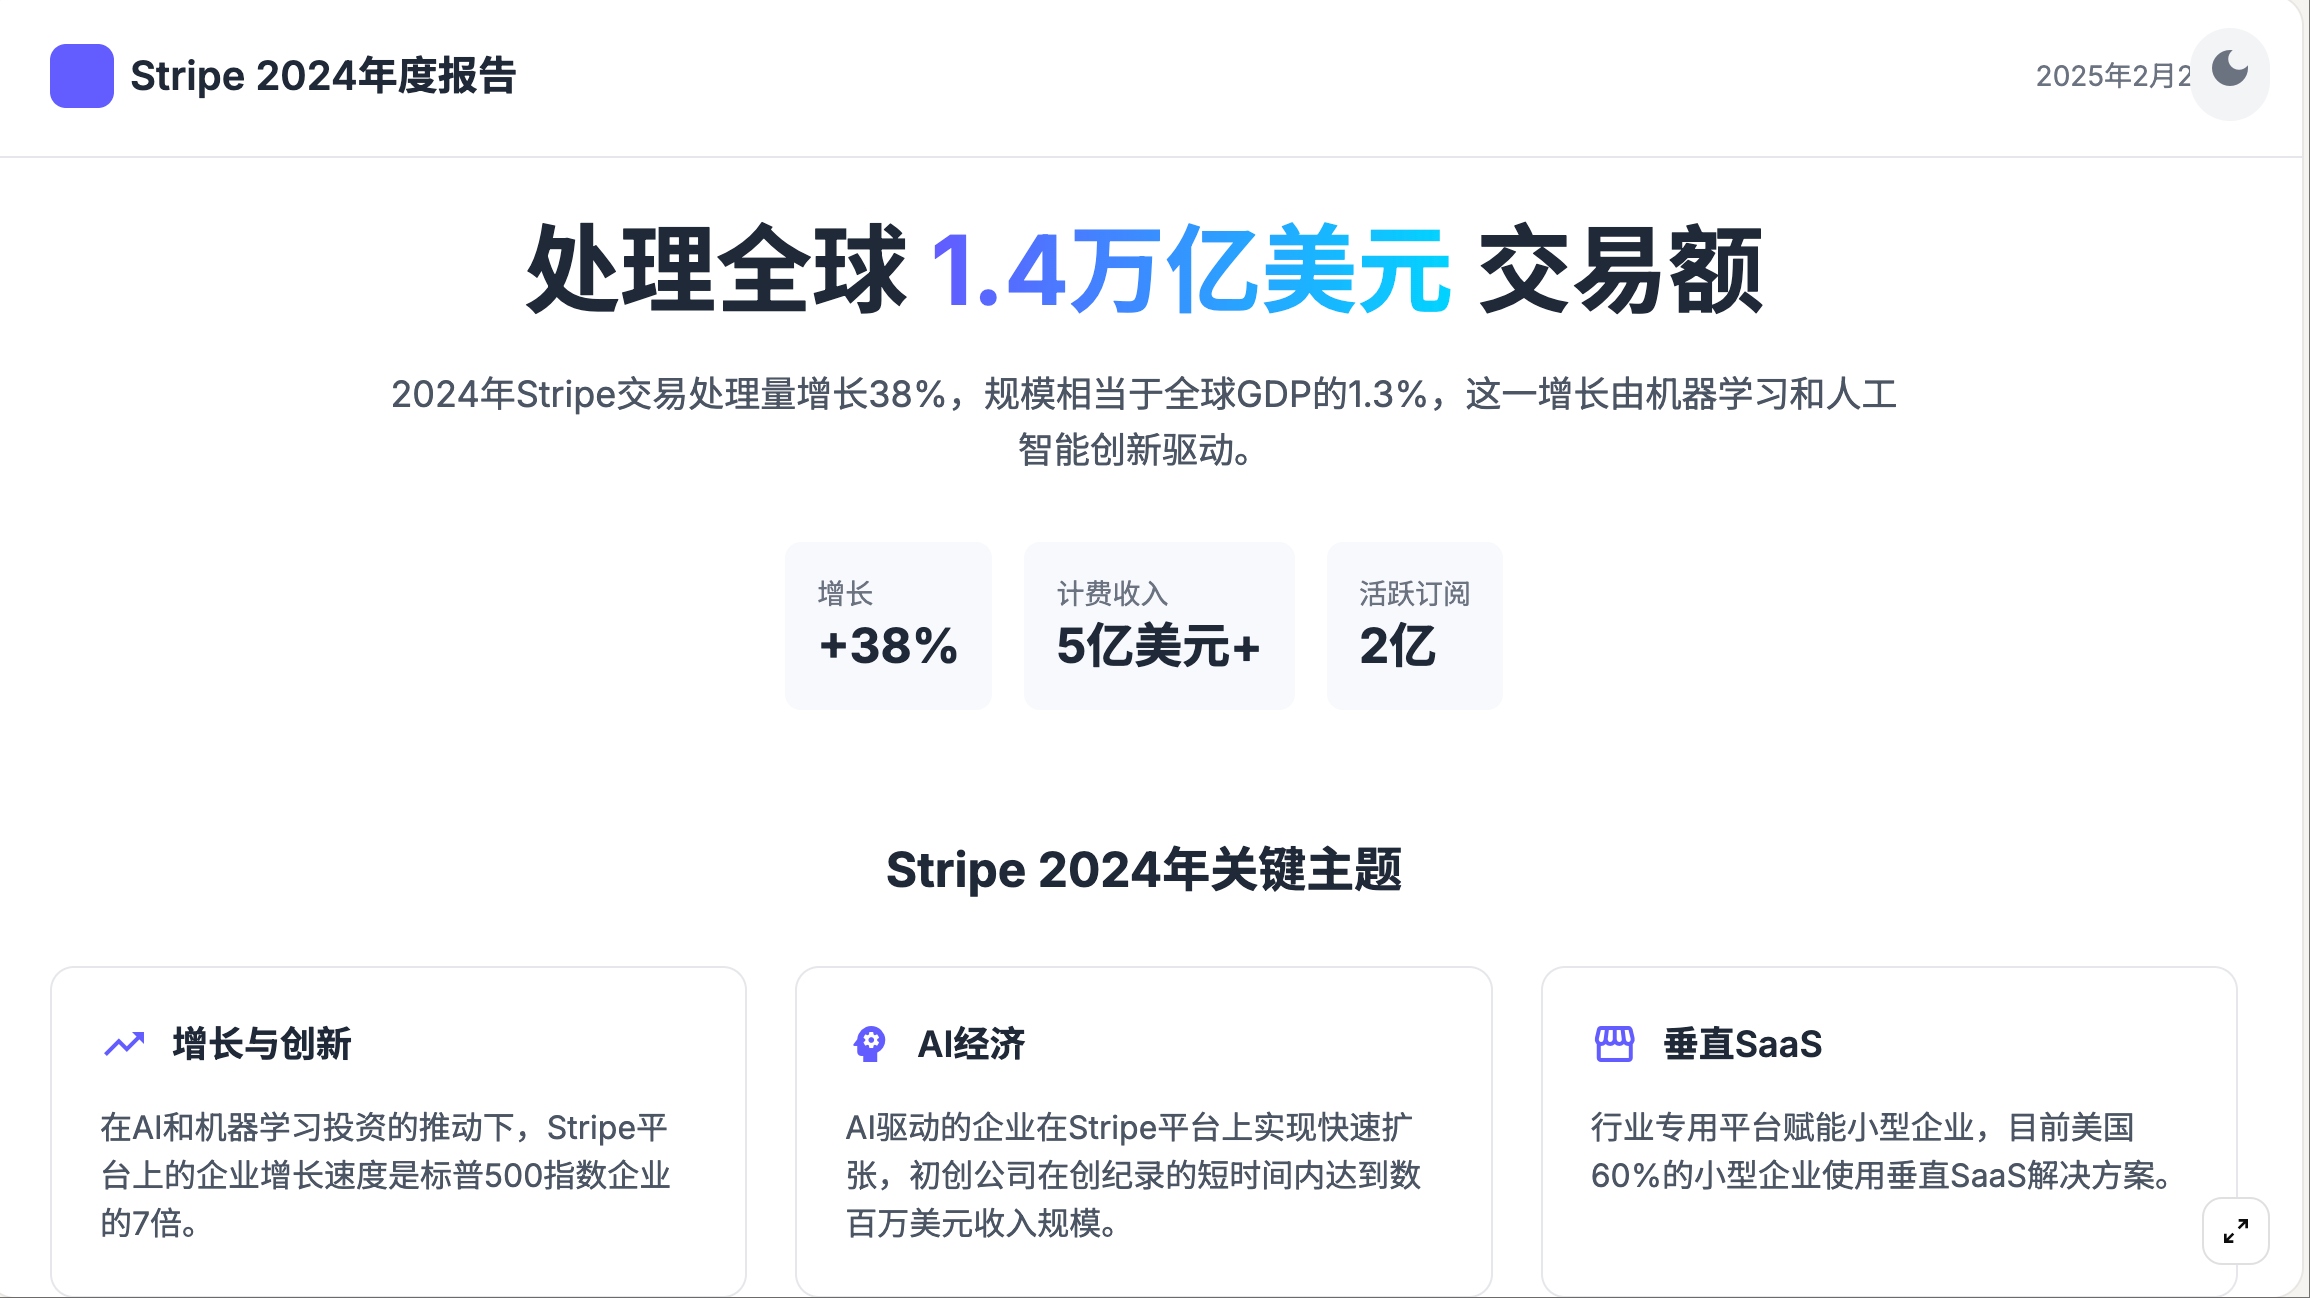 Stripe 2024年度报告
2025年2月2
处理全球 1.4万亿美元 交易额
2024年Stripe交易处理量增长38%，规模相当于全球GDP的1.3%，这一增长由机器学习和人工
智能创新驱动。
增长
+38%
计费收入
5亿美元+
活跃订阅
2亿
Stripe 2024年关键主题
增长与创新
在AI和机器学习投资的推动下，Stripe平
台上的企业增长速度是标普500指数企业
的7倍。
AI经济
AI驱动的企业在Stripe平台上实现快速扩
张，初创公司在创纪录的短时间内达到数
百万美元收入规模。
垂直SaaS
行业专用平台赋能小型企业，目前美国
60%的小型企业使用垂直SaaS解决方案。